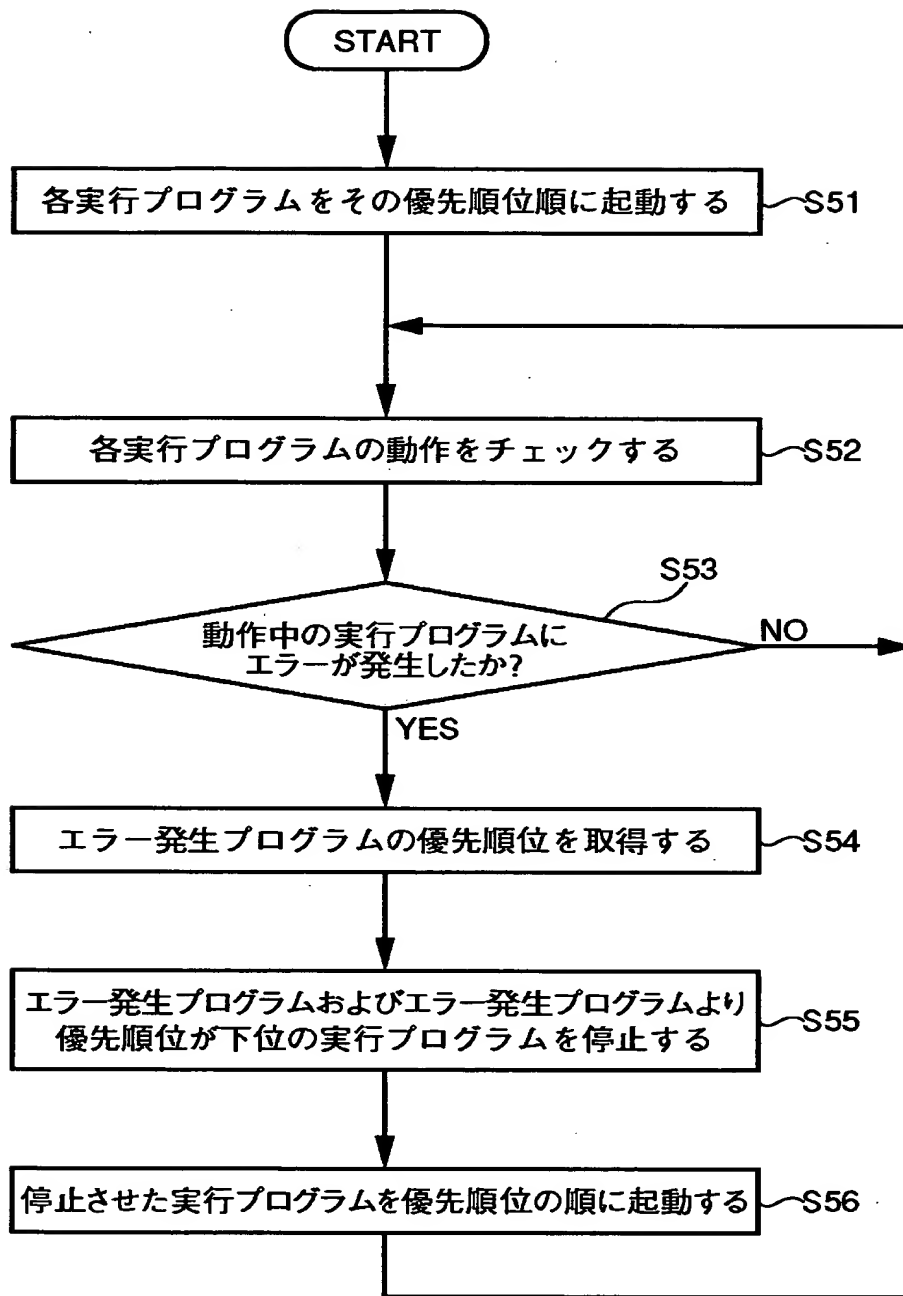 START
各実行プログラムをその優先順位順に起動する
S51
各実行プログラムの動作をチェックする
S52
S53
動作中の実行プログラムに
エラーが発生したか?
NO
YES
エラー発生プログラムの優先順位を取得する
S54
エラー発生プログラムおよびエラー発生プログラムより
優先順位が下位の実行プログラムを停止する
S55
停止させた実行プログラムを優先順位の順に起動する
S56